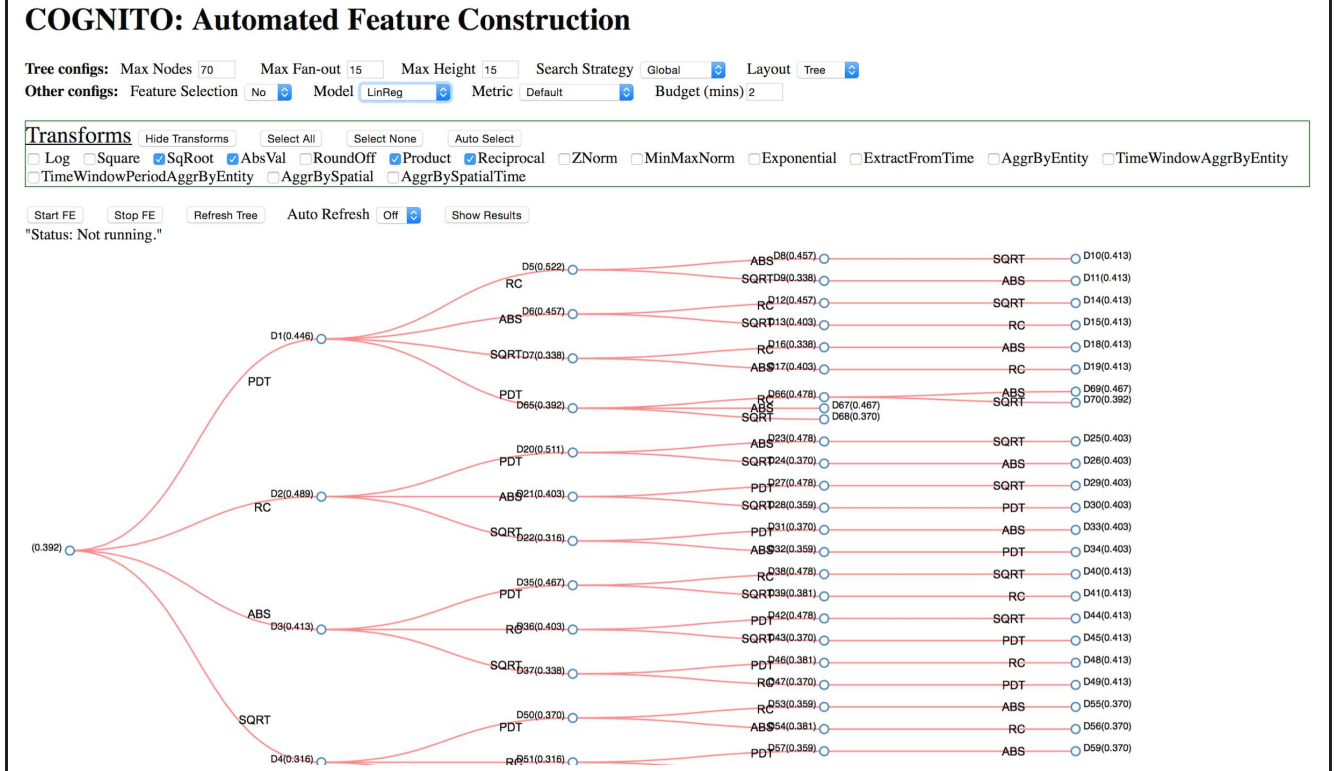 COGNITO: Automated Feature Construction
Tree configs: Max Nodes 70 Max Fan-out 15 Max Height 15 Search Strategy Global Layout Tree
Other configs: Feature Selection No Model LinReg Metric Default Budget (mins) 2
Transforms Hide Transforms Select All Select None Auto Select
Log Square SqRoot AbsVal RoundOff Product Reciprocal ZNorm MinMaxNorm Exponential ExtractFromTime AggrByEntity TimeWindowAggrByEntity
TimeWindowPeriodAggrByEntity AggrBySpatial AggrBySpatialTime
Start FE Stop FE Refresh Tree Auto Refresh Off Show Results
"Status: Not running."
ABS D8(0.457) SQRT D10(0.413)
D5(0.522)
RC
SQRT D9(0.338) ABS D11(0.413)
RC D12(0.457) SQRT D14(0.413)
D6(0.457)
ABS
SQRT D13(0.403) RC D15(0.413)
D1(0.446)
RC D16(0.338) ABS D18(0.413)
SQRT D7(0.338)
ABS D17(0.403) RC D19(0.413)
PDT
PDT
RC D66(0.478) ABS D69(0.467)
SQRT D70(0.392)
D65(0.392)
ABS D67(0.467)
SQRT D68(0.370)
ABS D23(0.478) SQRT D25(0.403)
D20(0.511)
PDT
SQRT D24(0.370) ABS D26(0.403)
PDT D27(0.478) SQRT D29(0.403)
D2(0.489)
RC
ABS D21(0.403)
SQRT D28(0.359) PDT D30(0.403)
PDT D31(0.370) ABS D33(0.403)
SQRT D22(0.316)
ABS D32(0.359) PDT D34(0.403)
(0.392)
RC D38(0.478) SQRT D40(0.413)
D35(0.467)
PDT
SQRT D39(0.381) RC D41(0.413)
ABS
PDT D42(0.478) SQRT D44(0.413)
D3(0.413)
RC D36(0.403)
SQRT D43(0.370) PDT D45(0.413)
PDT D46(0.381) RC D48(0.413)
SQRT D37(0.338)
RC D47(0.370) PDT D49(0.413)
RC D53(0.359) ABS D55(0.370)
SQRT
D50(0.370)
PDT
ABS D54(0.381) RC D56(0.370)
PDT D57(0.359) ABS D59(0.370)
D4(0.316)
RC D51(0.316)